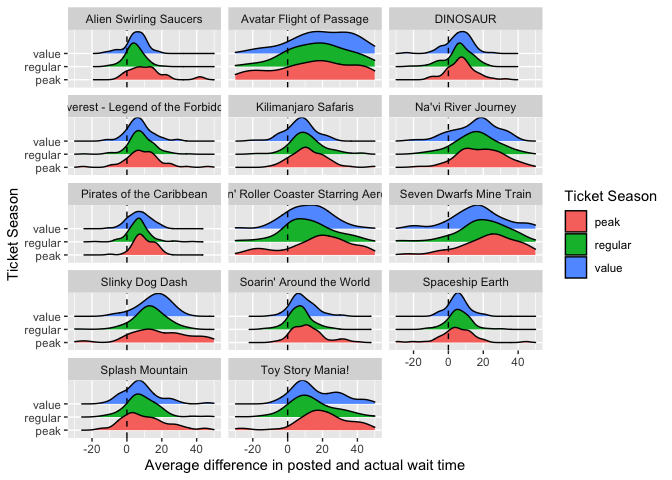 Alien Swirling Saucers
Avatar Flight of Passage
DINOSAUR
value
regular
peak
verest - Legend of the Forbidd
Kilimanjaro Safaris
Na'vi River Journey
value
regular
peak
Pirates of the Caribbean
n' Roller Coaster Starring Aero
Seven Dwarfs Mine Train
value
regular
peak
Slinky Dog Dash
Soarin' Around the World
Spaceship Earth
value
regular
peak
-20 0 20 40
Splash Mountain
Toy Story Mania!
value
regular
peak
-20 0 20 40
-20 0 20 40
Average difference in posted and actual wait time
Ticket Season
Ticket Season
peak
regular
value